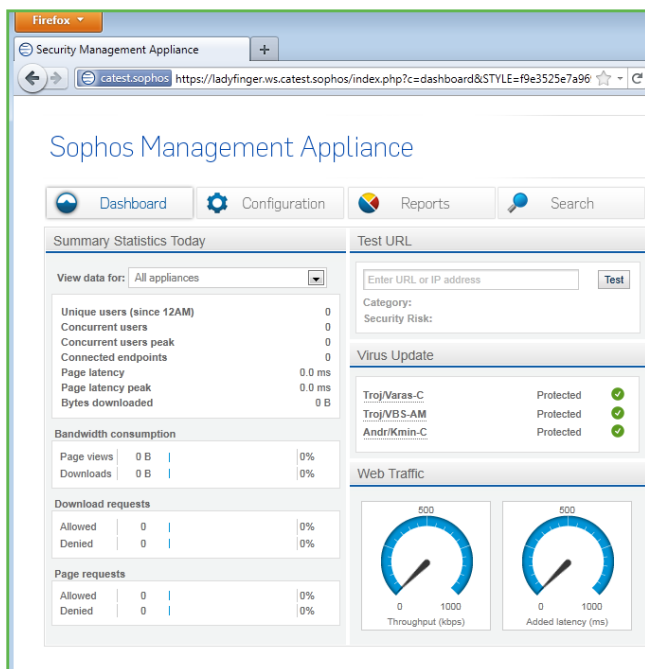 Firefox
Security Management Appliance
+
catest.sophos https://ladyfinger.ws.catest.sophos/index.php?c=dashboard&STYLE=f9e3525e7a96
Sophos Management Appliance
Dashboard Configuration Reports Search
Summary Statistics Today
View data for: All appliances
Unique users (since 12AM) 0
Concurrent users 0
Concurrent users peak 0
Connected endpoints 0
Page latency 0.0 ms
Page latency peak 0.0 ms
Bytes downloaded 0 B
Bandwidth consumption
Page views 0 B 0%
Downloads 0 B 0%
Download requests
Allowed 0 0%
Denied 0 0%
Page requests
Allowed 0 0%
Denied 0 0%
Test URL
Enter URL or IP address Test
Category:
Security Risk:
Virus Update
Troj/Varas-C Protected
Troj/VBS-AM Protected
Andr/Kmin-C Protected
Web Traffic
500 500
0 1000 0 1000
Throughput (kbps) Added latency (ms)